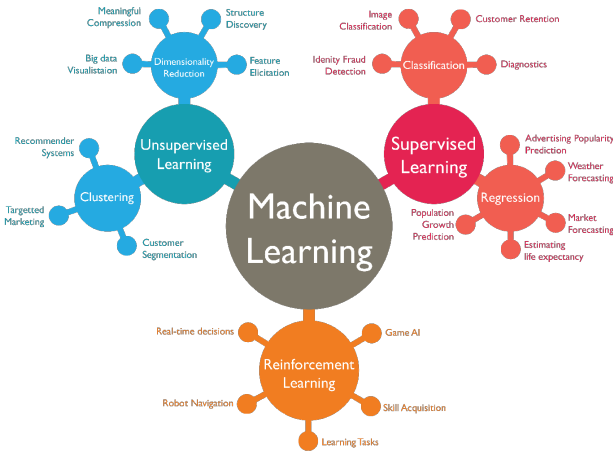 Meaningful
Compression
Structure
Discovery
Big data
Visualistaion
Dimensionality
Reduction
Feature
Elicitation
Unsupervised
Learning
Recommender
Systems
Clustering
Targetted
Marketing
Customer
Segmentation
Machine
Learning
Image
Classification
Customer Retention
Idenity Fraud
Detection
Classification
Diagnostics
Supervised
Learning
Advertising Popularity
Prediction
Weather
Forecasting
Regression
Population
Growth
Prediction
Market
Forecasting
Estimating
life expectancy
Real-time decisions
Game AI
Reinforcement
Learning
Robot Navigation
Skill Acquisition
Learning Tasks